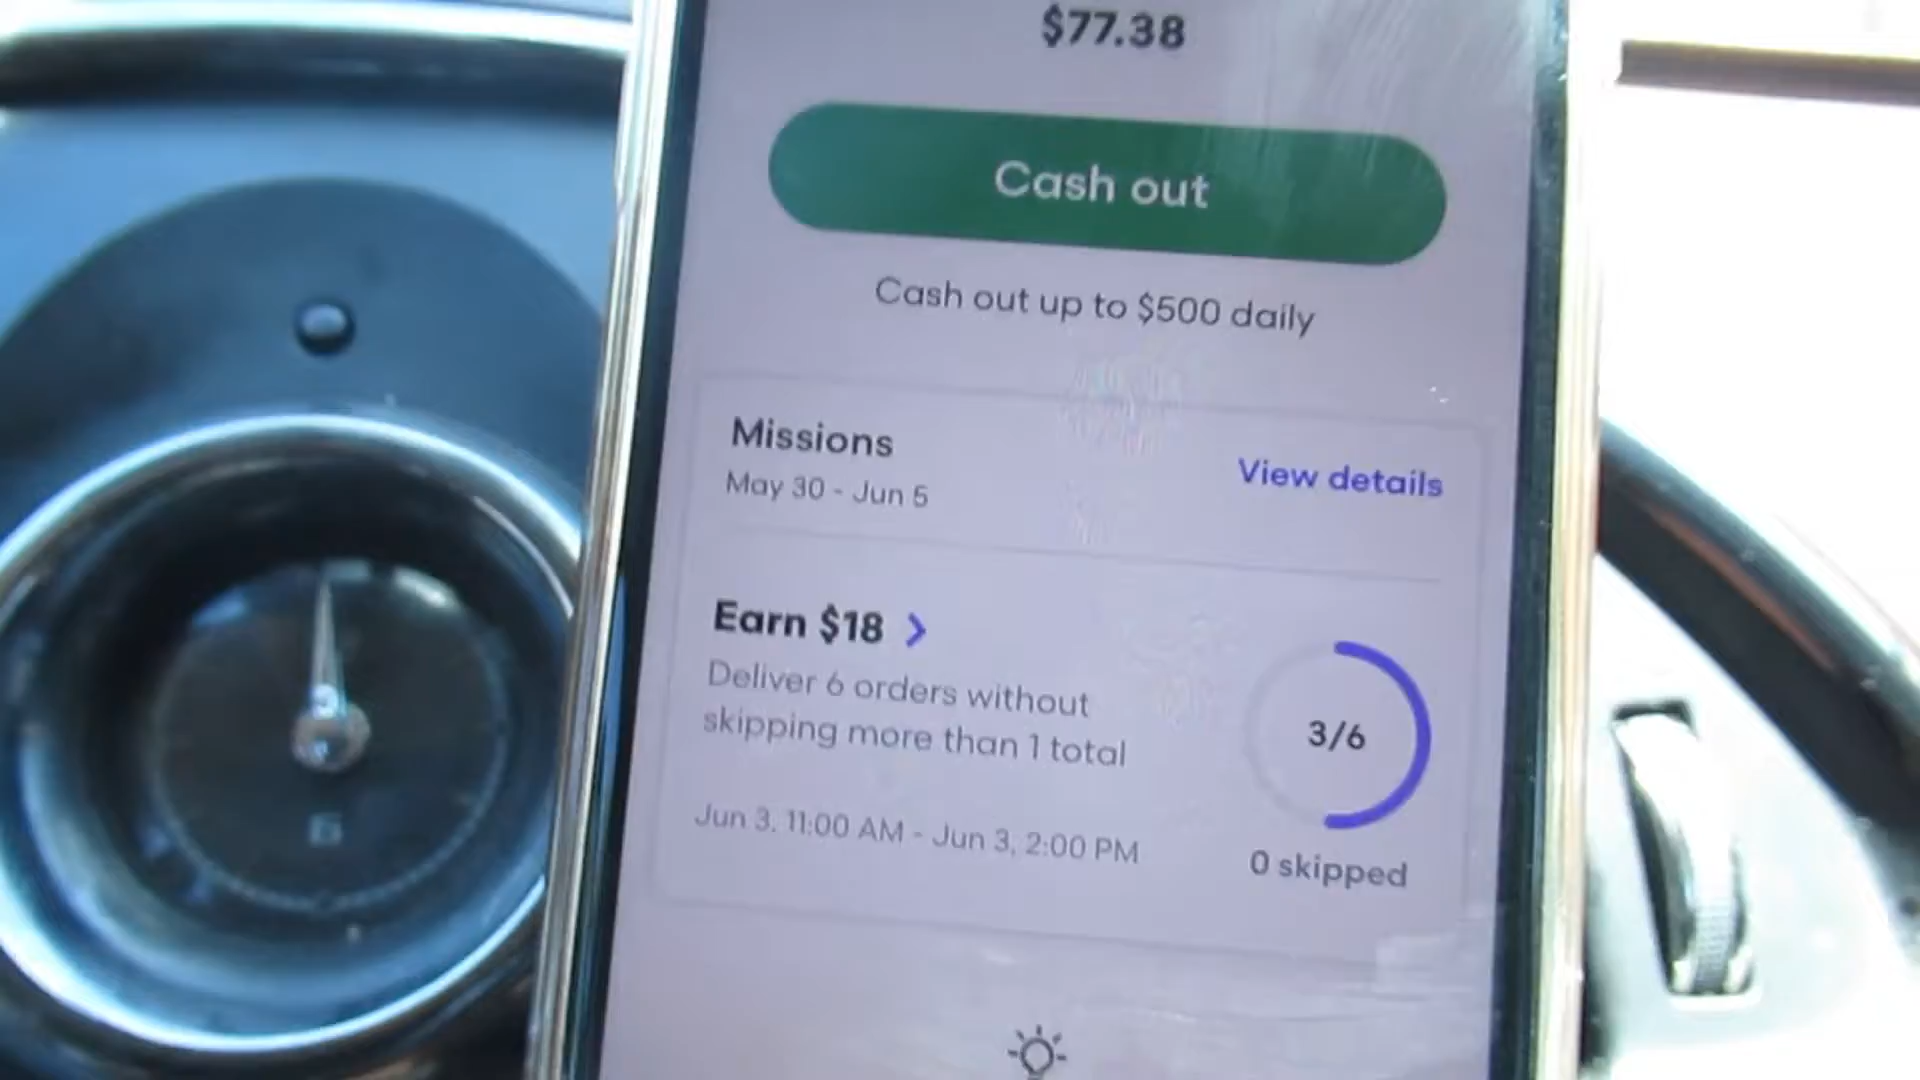 $77.38
Cash out
Cash out up to $500 daily
Missions
View details
May 30 - Jun 5
Earn $18
Deliver 6 orders without
skipping more than 1 total
3/6
Jun 3, 11:00 AM - Jun 3, 2:00 PM
0 skipped
6